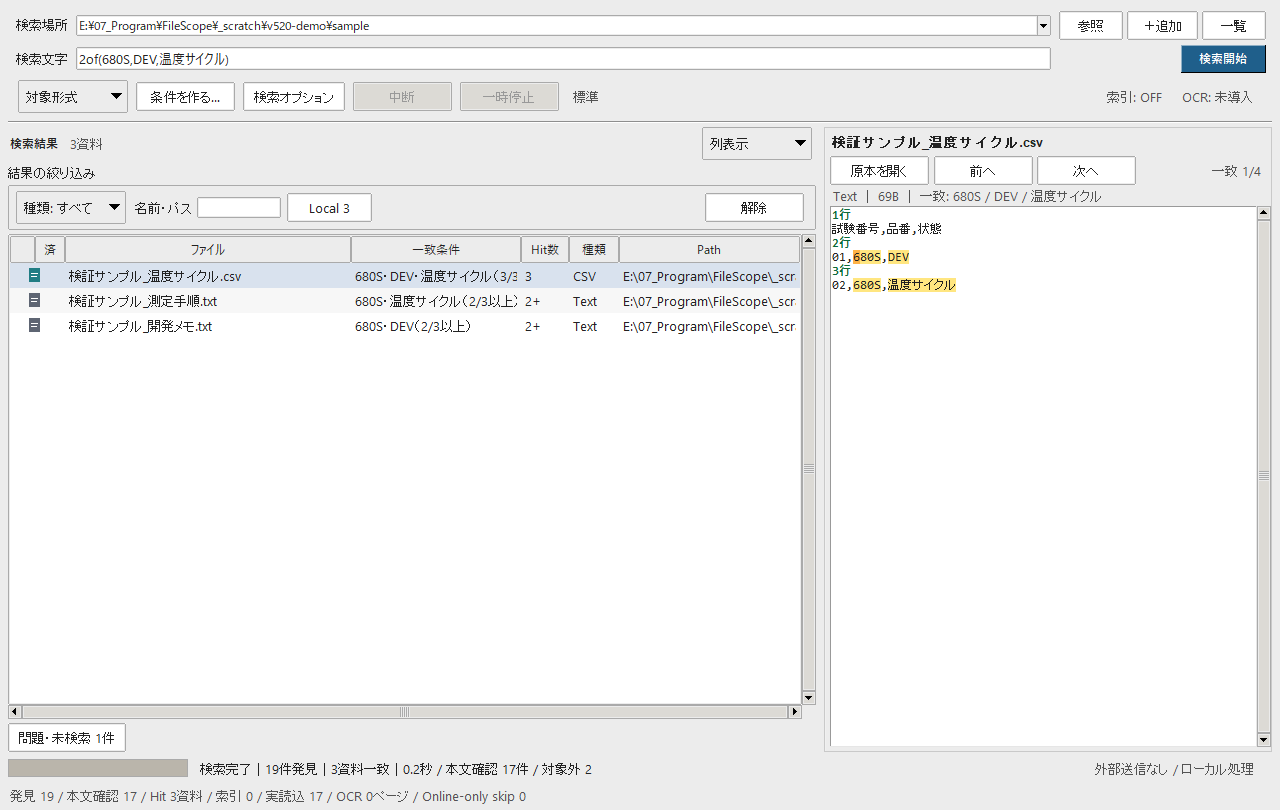 検索場所 E:¥07_Program¥FileScope¥_scratch¥v520-demo¥sample 参照 ＋追加 一覧
検索文字 2of(680S,DEV,温度サイクル) 検索開始
対象形式 条件を作る... 検索オプション 中断 一時停止 標準 索引: OFF OCR: 未導入
検索結果 3資料 列表示
結果の絞り込み
種類: すべて 名前・パス Local 3 解除
済 ファイル 一致条件 Hit数 種類 Path
検証サンプル_温度サイクル.csv 680S・DEV・温度サイクル（3/3 3 CSV E:\07_Program\FileScope\_scra
検証サンプル_測定手順.txt 680S・温度サイクル（2/3以上） 2+ Text E:\07_Program\FileScope\_scra
検証サンプル_開発メモ.txt 680S・DEV（2/3以上） 2+ Text E:\07_Program\FileScope\_scra
問題・未検索 1件
検証サンプル_温度サイクル.csv
原本を開く 前へ 次へ 一致 1/4
Text | 69B | 一致: 680S / DEV / 温度サイクル
1行
試験番号,品番,状態
2行
01,680S,DEV
3行
02,680S,温度サイクル
検索完了 | 19件発見 | 3資料一致 | 0.2秒 / 本文確認 17件 / 対象外 2 外部送信なし / ローカル処理
発見 19 / 本文確認 17 / Hit 3資料 / 索引 0 / 実読込 17 / OCR 0ページ / Online-only skip 0